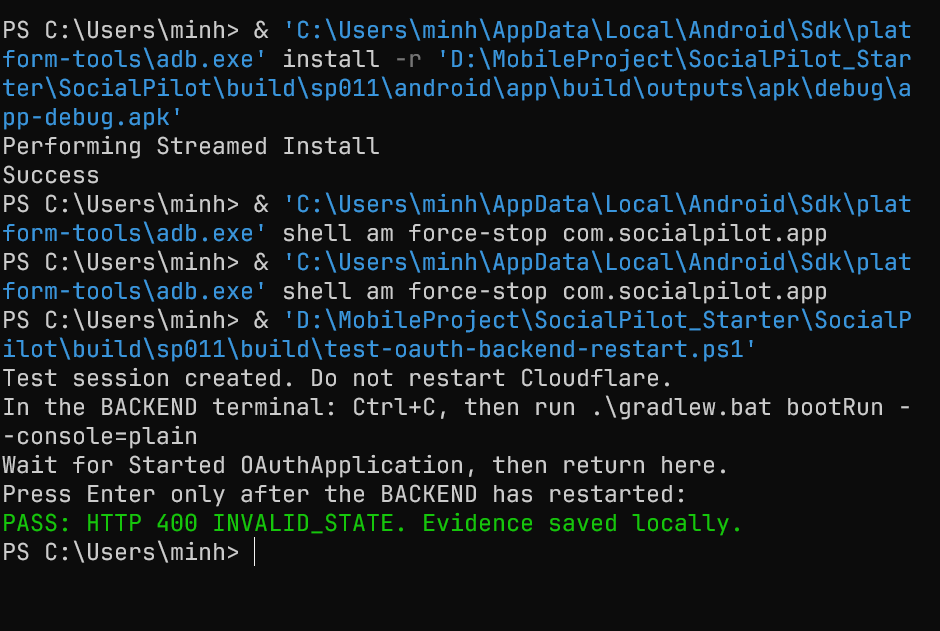 PS C:\Users\minh> & 'C:\Users\minh\AppData\Local\Android\Sdk\plat
form-tools\adb.exe' install -r 'D:\MobileProject\SocialPilot_Star
ter\SocialPilot\build\sp011\android\app\build\outputs\apk\debug\a
pp-debug.apk'
Performing Streamed Install
Success
PS C:\Users\minh> & 'C:\Users\minh\AppData\Local\Android\Sdk\plat
form-tools\adb.exe' shell am force-stop com.socialpilot.app
PS C:\Users\minh> & 'C:\Users\minh\AppData\Local\Android\Sdk\plat
form-tools\adb.exe' shell am force-stop com.socialpilot.app
PS C:\Users\minh> & 'D:\MobileProject\SocialPilot_Starter\SocialP
ilot\build\sp011\build\test-oauth-backend-restart.ps1'
Test session created. Do not restart Cloudflare.
In the BACKEND terminal: Ctrl+C, then run .\gradlew.bat bootRun -
-console=plain
Wait for Started OAuthApplication, then return here.
Press Enter only after the BACKEND has restarted:
PASS: HTTP 400 INVALID_STATE. Evidence saved locally.
PS C:\Users\minh>